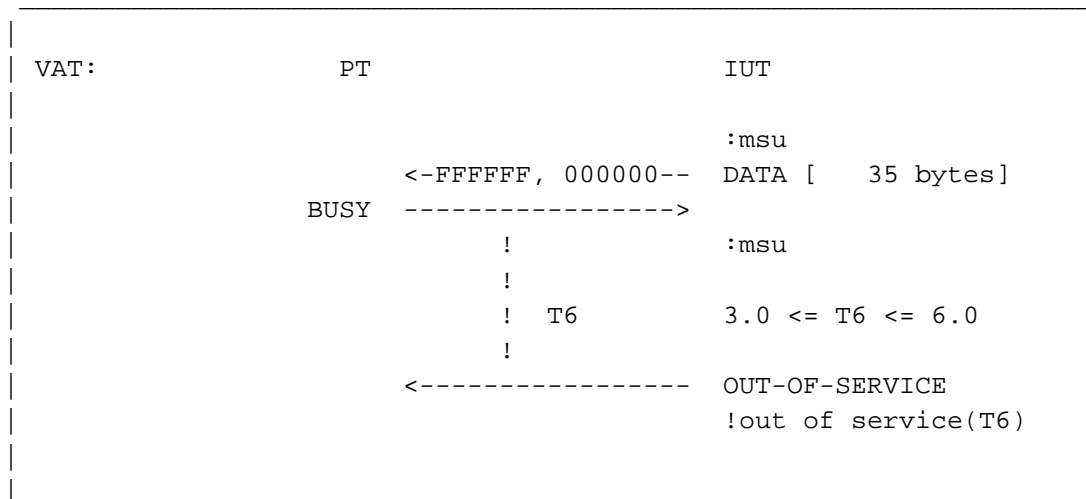 VAT: PT IUT
:msu
<-FFFFFF, 000000-- DATA [   35 bytes]
BUSY ----------------->
! :msu
!
! T6 3.0 <= T6 <= 6.0
!
<----------------- OUT-OF-SERVICE
!out of service(T6)